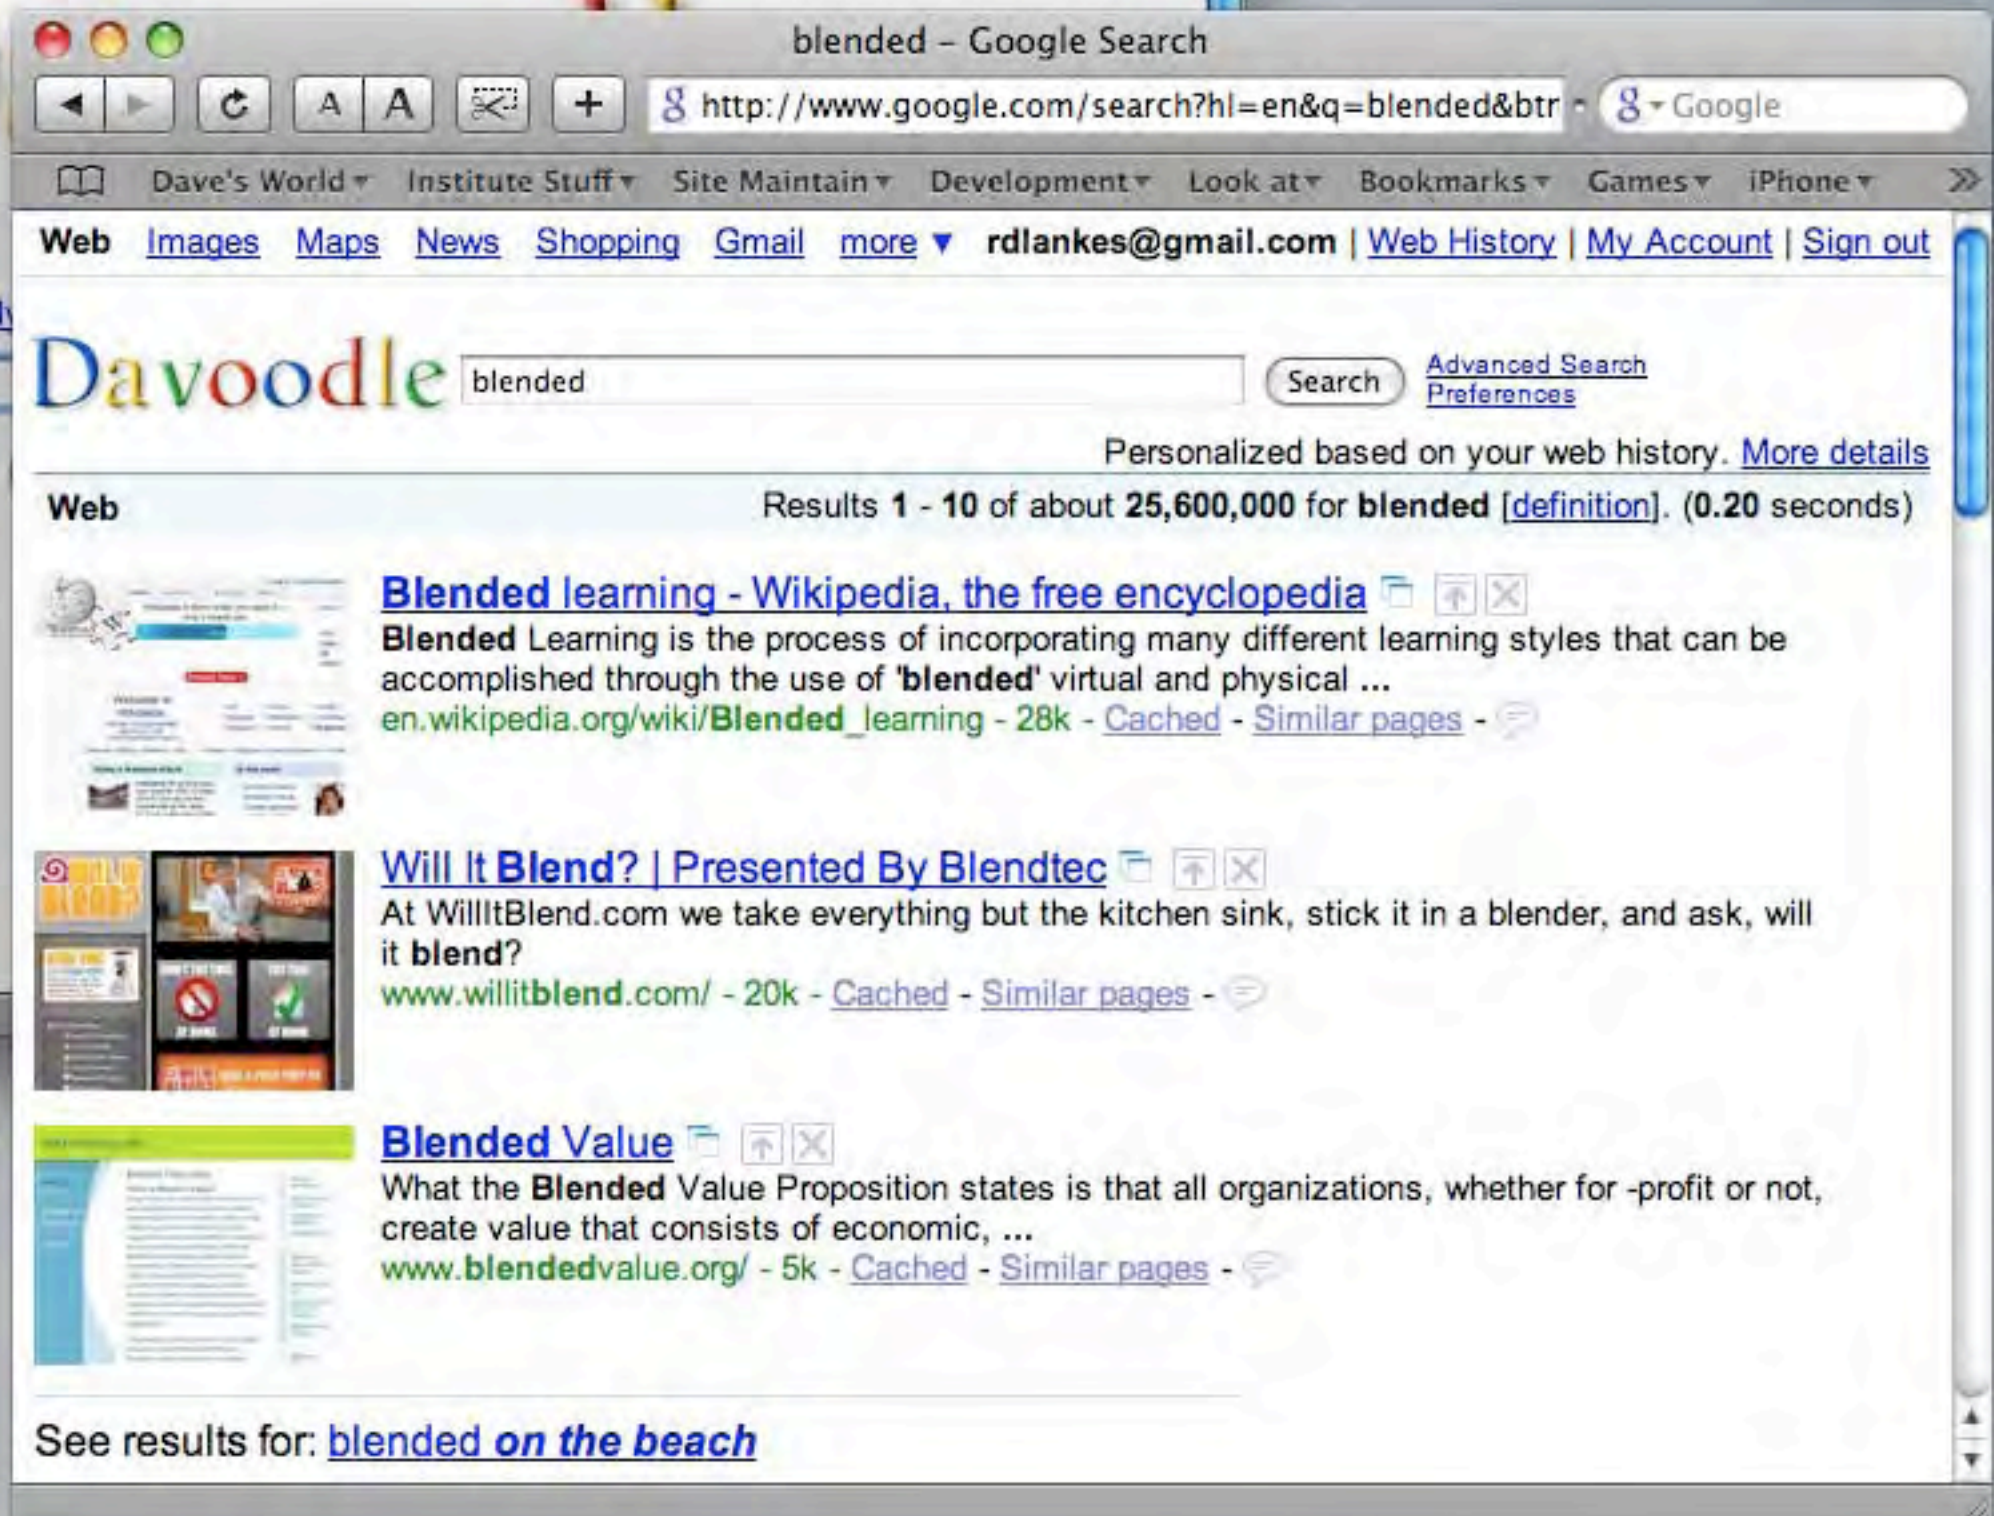 blended – Google Search
A A + http://www.google.com/search?hl=en&q=blended&btr Google
Dave's World Institute Stuff Site Maintain Development Look at Bookmarks Games iPhone
Web Images Maps News Shopping Gmail more ▼ rdlankes@gmail.com | Web History | My Account | Sign out
Davoodle blended Search Advanced Search
Preferences
Personalized based on your web history. More details
Web Results 1 - 10 of about 25,600,000 for blended [definition]. (0.20 seconds)
Blended learning - Wikipedia, the free encyclopedia
Blended Learning is the process of incorporating many different learning styles that can be
accomplished through the use of 'blended' virtual and physical ...
en.wikipedia.org/wiki/Blended_learning - 28k - Cached - Similar pages -
Will It Blend? | Presented By Blendtec
At WillItBlend.com we take everything but the kitchen sink, stick it in a blender, and ask, will
it blend?
www.willitblend.com/ - 20k - Cached - Similar pages -
Blended Value
What the Blended Value Proposition states is that all organizations, whether for -profit or not,
create value that consists of economic, ...
www.blendedvalue.org/ - 5k - Cached - Similar pages -
See results for: blended on the beach